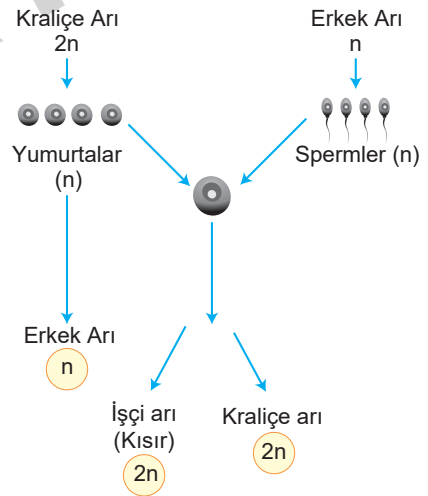 Kraliçe Arı
2n
Erkek Arı
n
Yumurtalar
(n)
Spermler (n)
Erkek Arı
n
İşçi arı
(Kısır)
2n
Kraliçe arı
2n